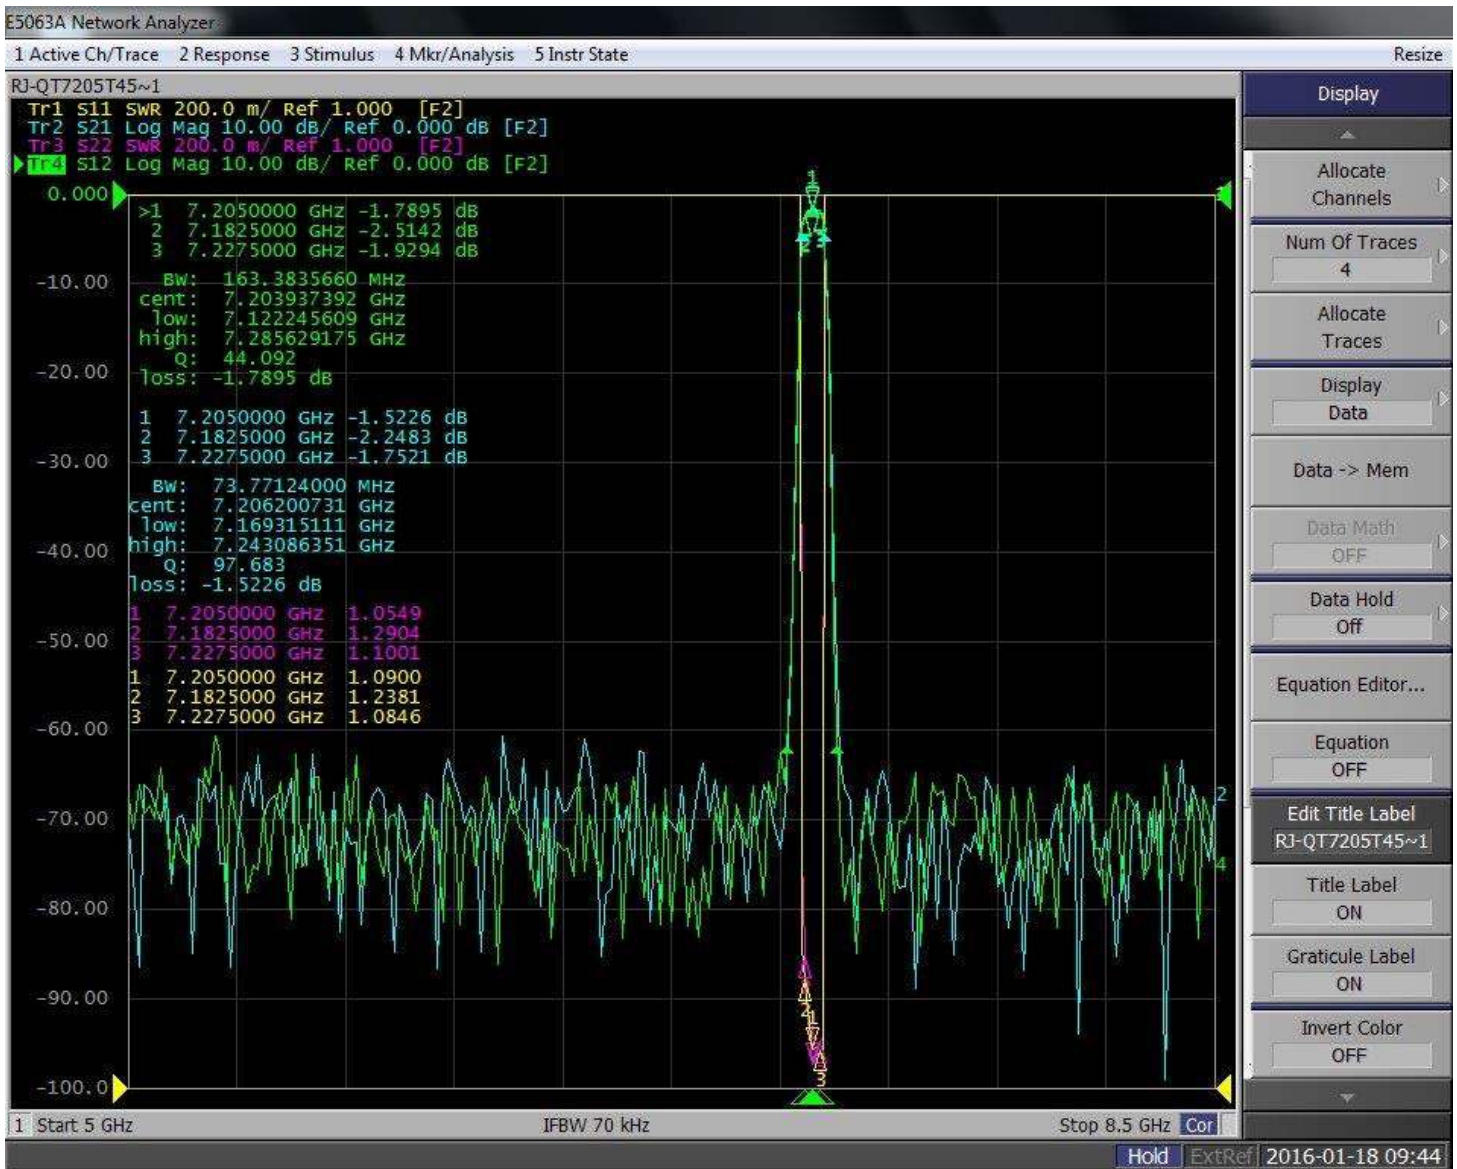 E5063A Network Analyzer
1 Active Ch/Trace 2 Response 3 Stimulus 4 Mkr/Analysis 5 Instr State Resize
RJ-QT7205T45~1
Tr1 S11 SWR 200.0 m/ Ref 1.000 [F2]
Tr2 S21 Log Mag 10.00 dB/ Ref 0.000 dB [F2]
Tr3 S22 SWR 200.0 m/ Ref 1.000 [F2]
Tr4 S12 Log Mag 10.00 dB/ Ref 0.000 dB [F2]
0.000
-10.00
-20.00
-30.00
-40.00
-50.00
-60.00
-70.00
-80.00
-90.00
-100.0
>1 7.2050000 GHz -1.7895 dB
2 7.1825000 GHz -2.5142 dB
3 7.2275000 GHz -1.9294 dB
BW: 163.3835660 MHz
cent: 7.203937392 GHz
low: 7.122245609 GHz
high: 7.285629175 GHz
Q: 44.092
loss: -1.7895 dB
1 7.2050000 GHz -1.5226 dB
2 7.1825000 GHz -2.2483 dB
3 7.2275000 GHz -1.7521 dB
BW: 73.77124000 MHz
cent: 7.206200731 GHz
low: 7.169315111 GHz
high: 7.243086351 GHz
Q: 97.683
loss: -1.5226 dB
1 7.2050000 GHz 1.0549
2 7.1825000 GHz 1.2904
3 7.2275000 GHz 1.1001
1 7.2050000 GHz 1.0900
2 7.1825000 GHz 1.2381
3 7.2275000 GHz 1.0846
1
2 3
2
4
2
1
3
1 Start 5 GHz IFBW 70 kHz Stop 8.5 GHz Cor
Display
Allocate
Channels
Num Of Traces
4
Allocate
Traces
Display
Data
Data -> Mem
Data Math
OFF
Data Hold
Off
Equation Editor...
Equation
OFF
Edit Title Label
RJ-QT7205T45~1
Title Label
ON
Graticule Label
ON
Invert Color
OFF
Hold ExtRef 2016-01-18 09:44